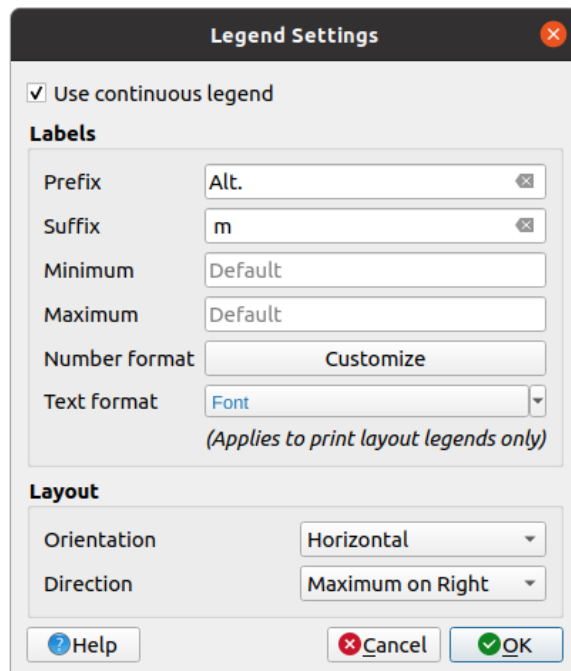 Legend Settings
Use continuous legend
Labels
Prefix Alt.
Suffix m
Minimum Default
Maximum Default
Number format Customize
Text format Font
(Applies to print layout legends only)
Layout
Orientation Horizontal
Direction Maximum on Right
Help Cancel OK